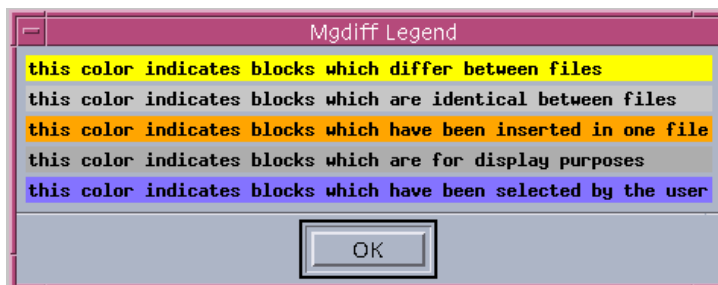 Mgdiff Legend
this color indicates blocks which differ between files
this color indicates blocks which are identical between files
this color indicates blocks which have been inserted in one file
this color indicates blocks which are for display purposes
this color indicates blocks which have been selected by the user
OK